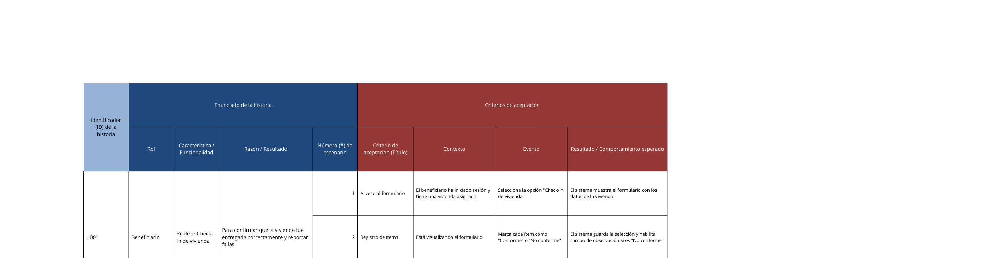 Enunciado de la historia
Criterios de aceptación
Identificador
(ID) de la
historia
Rol
Característica /
Funcionalidad
Razón / Resultado
Número (#) de
escenario
Criterio de
aceptación (Título)
Contexto
Evento
Resultado / Comportamiento esperado
1
Acceso al formulario
El beneficiario ha iniciado sesión y
tiene una vivienda asignada
Selecciona la opción "Check-In
de vivienda"
El sistema muestra el formulario con los
datos de la vivienda
H001
Beneficiario
Realizar Check-
In de vivienda
Para confirmar que la vivienda fue
entregada correctamente y reportar
fallas
2
Registro de ítems
Está visualizando el formulario
Marca cada ítem como
"Conforme" o "No conforme"
El sistema guarda la selección y habilita
campo de observación si es "No conforme"